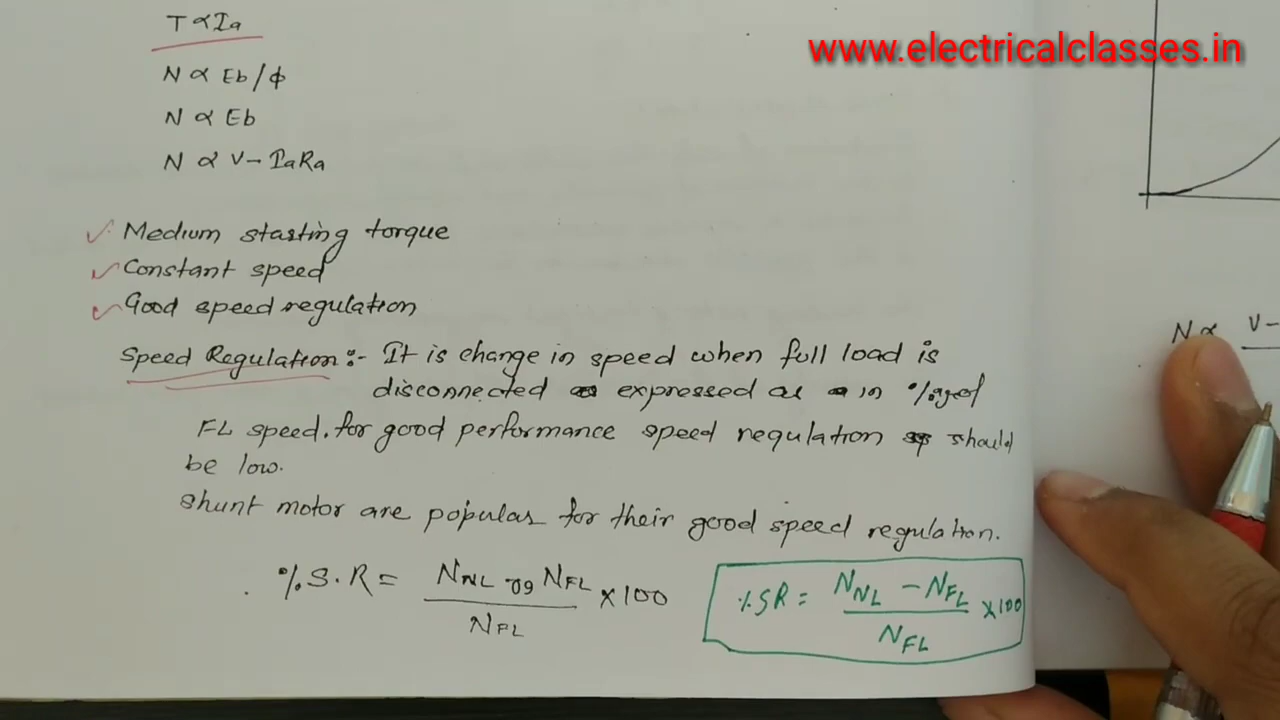 www.electricalclasses.in
T ∝ Ia
N ∝ Eb/ϕ
N ∝ Eb
N ∝ V- IaRa
Medium starting torque
Constant speed
Good speed regulation
Speed Regulation:- It is change in speed when full load is
disconnected expressed as in %age of
FL speed. for good performance speed regulation should
be low.
Shunt motor are popular for their good speed regulation.
%S.R = NNL - NFL / NFL ×100
%SR = NNL - NFL / NFL ×100
N ∝ V-